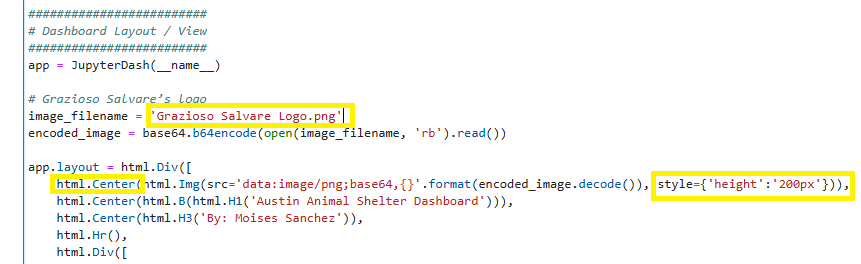 #########################
# Dashboard Layout / View
#########################
app = JupyterDash(__name__)
# Grazioso Salvare’s logo
image_filename = 'Grazioso Salvare Logo.png'
encoded_image = base64.b64encode(open(image_filename, 'rb').read())
app.layout = html.Div([
html.Center(html.Img(src='data:image/png;base64,{}'.format(encoded_image.decode()), style={'height':'200px'})),
html.Center(html.B(html.H1('Austin Animal Shelter Dashboard'))),
html.Center(html.H3('By: Moises Sanchez')),
html.Hr(),
html.Div([